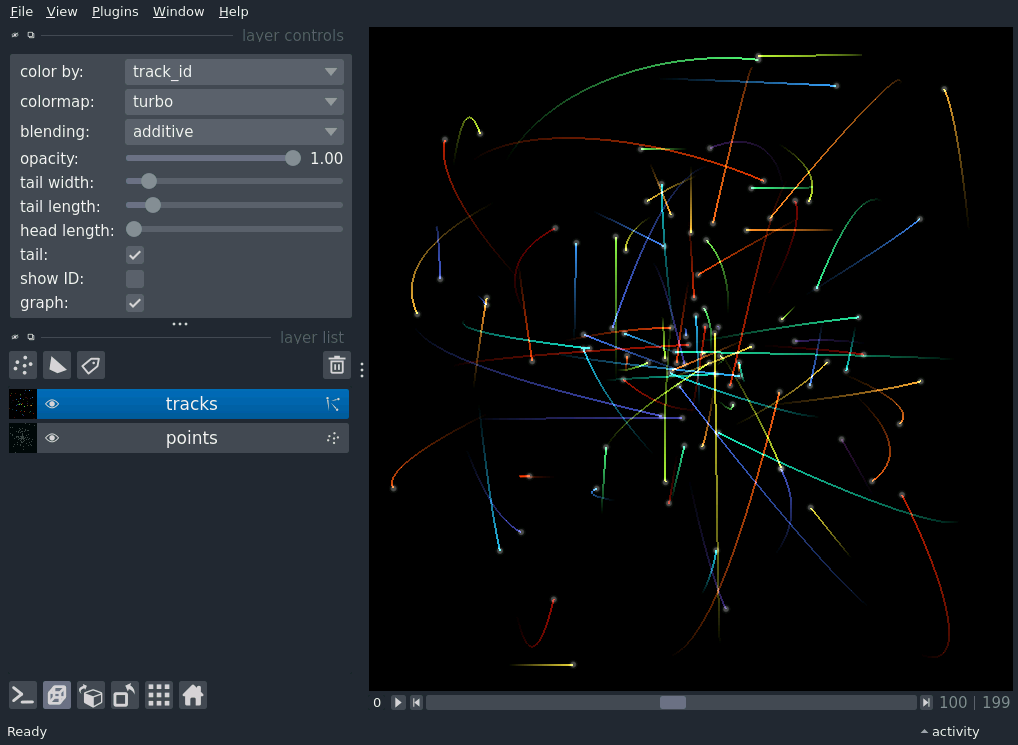 File View Plugins Window Help
layer controls
color by: track_id
colormap: turbo
blending: additive
opacity: 1.00
tail width:
tail length:
head length:
tail:
show ID:
graph:
layer list
tracks
points
0 100 | 199
Ready activity